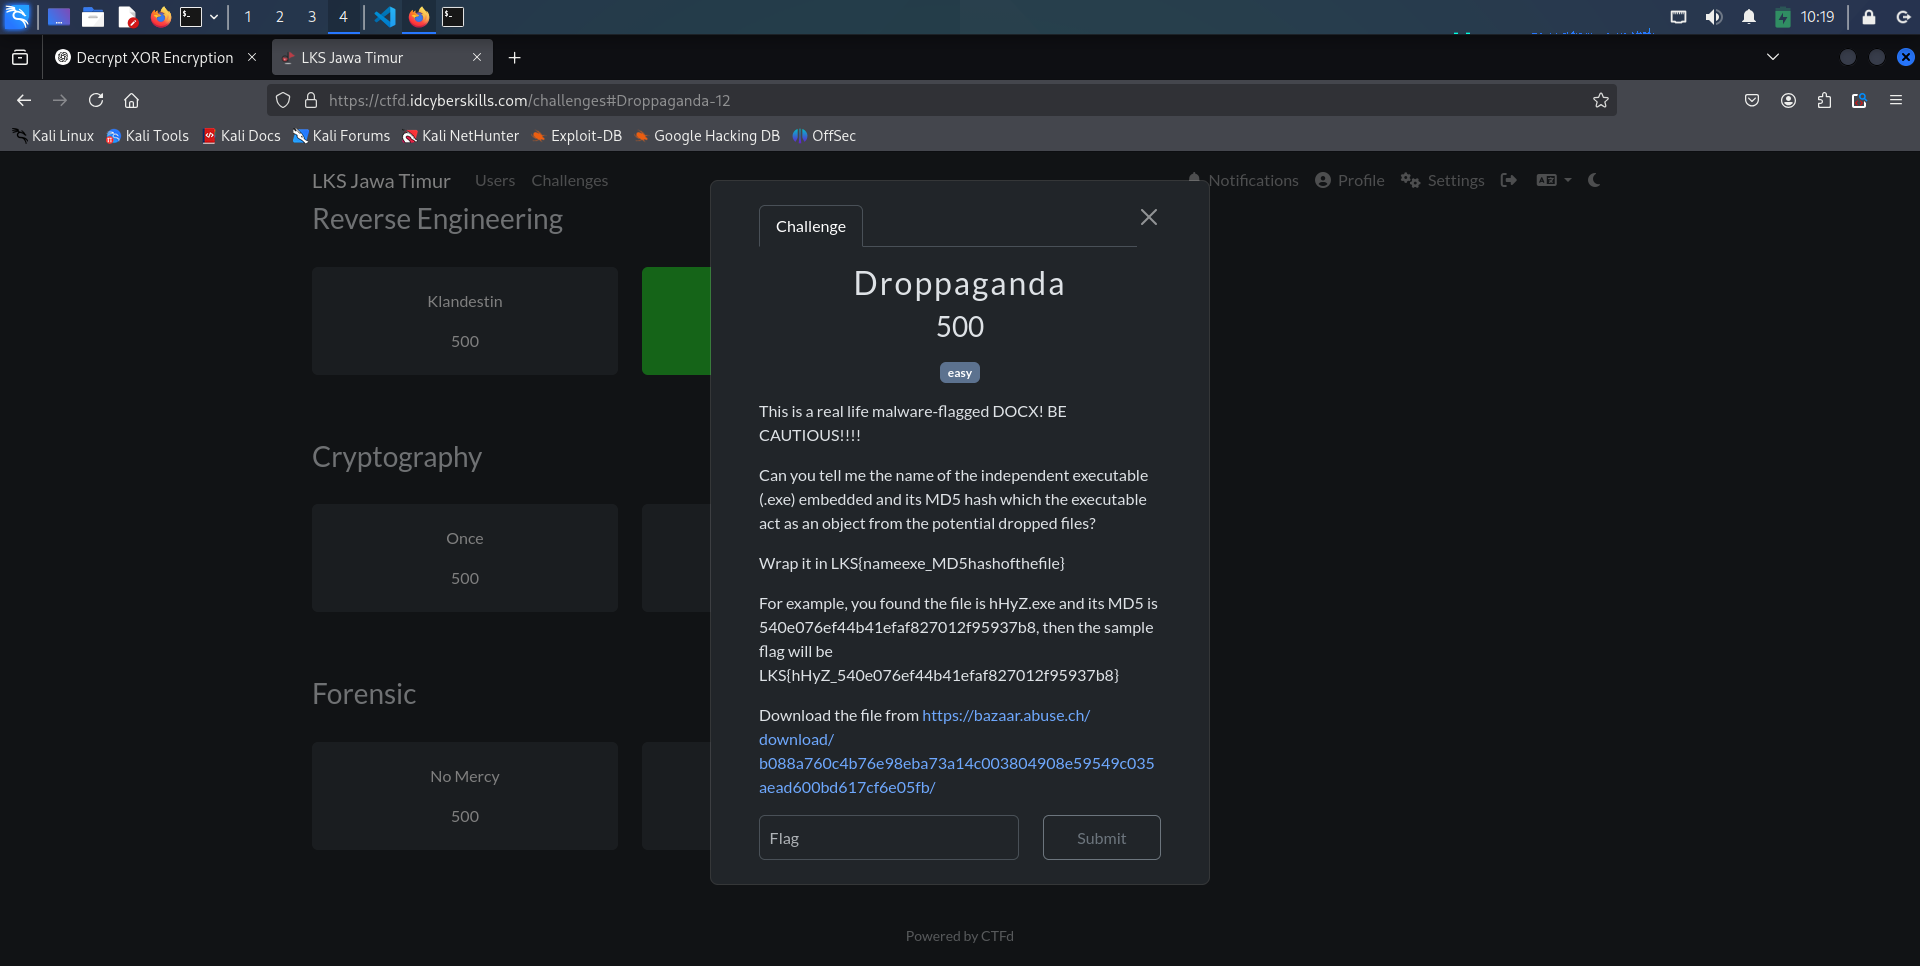 1 2 3 4 10:19
Decrypt XOR Encryption LKS Jawa Timur
https://ctfd.idcyberskills.com/challenges#Droppaganda-12
Kali Linux Kali Tools Kali Docs Kali Forums Kali NetHunter Exploit-DB Google Hacking DB OffSec
LKS Jawa Timur Users Challenges Notifications Profile Settings
Reverse Engineering
Klandestin
500
Cryptography
Once
500
Forensic
No Mercy
500
Challenge
Droppaganda
500
easy
This is a real life malware-flagged DOCX! BE
CAUTIOUS!!!!
Can you tell me the name of the independent executable
(.exe) embedded and its MD5 hash which the executable
act as an object from the potential dropped files?
Wrap it in LKS{nameexe_MD5hashofthefile}
For example, you found the file is hHyZ.exe and its MD5 is
540e076ef44b41efaf827012f95937b8, then the sample
flag will be
LKS{hHyZ_540e076ef44b41efaf827012f95937b8}
Download the file from https://bazaar.abuse.ch/
download/
b088a760c4b76e98eba73a14c003804908e59549c035
aead600bd617cf6e05fb/
Flag Submit
Powered by CTFd